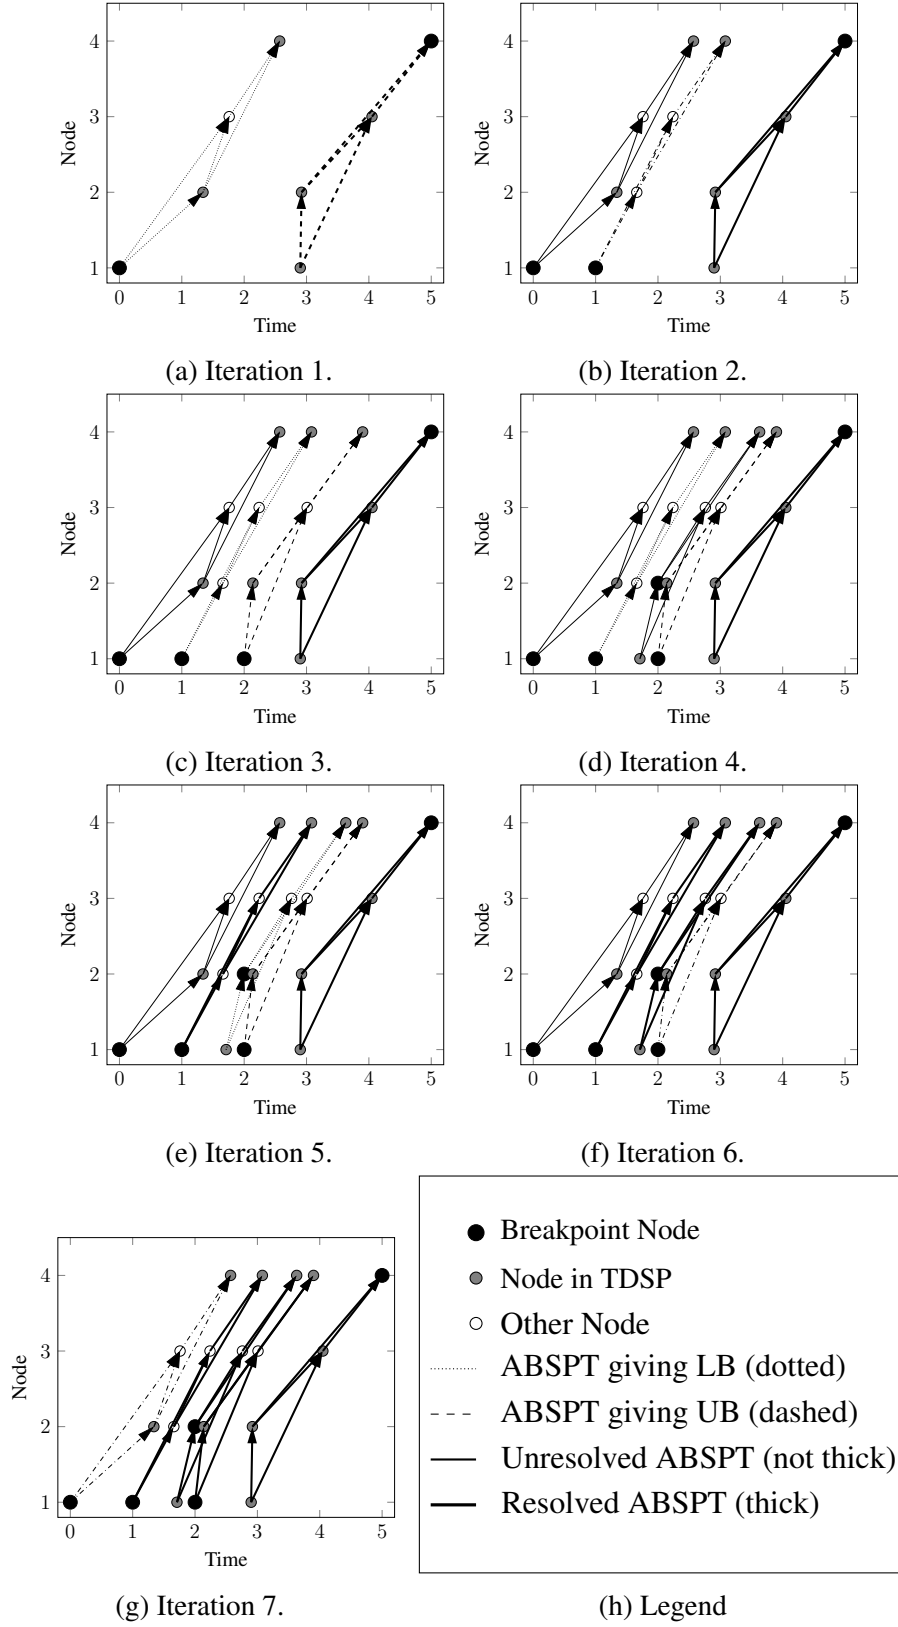 4
3
2
1
Node
0 1 2 3 4 5
Time
(a) Iteration 1.
4
3
2
1
Node
0 1 2 3 4 5
Time
(b) Iteration 2.
4
3
2
1
Node
0 1 2 3 4 5
Time
(c) Iteration 3.
4
3
2
1
Node
0 1 2 3 4 5
Time
(d) Iteration 4.
4
3
2
1
Node
0 1 2 3 4 5
Time
(e) Iteration 5.
4
3
2
1
Node
0 1 2 3 4 5
Time
(f) Iteration 6.
4
3
2
1
Node
0 1 2 3 4 5
Time
(g) Iteration 7.
Breakpoint Node
Node in TDSP
Other Node
ABSPT giving LB (dotted)
ABSPT giving UB (dashed)
Unresolved ABSPT (not thick)
Resolved ABSPT (thick)
(h) Legend